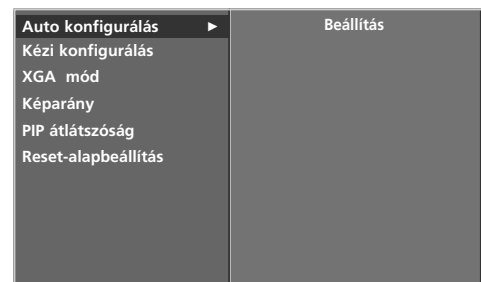 Auto konfigurálás ► Beállítás
Kézi konfigurálás
XGA mód
Képarány
PIP átlátszóság
Reset-alapbeállítás